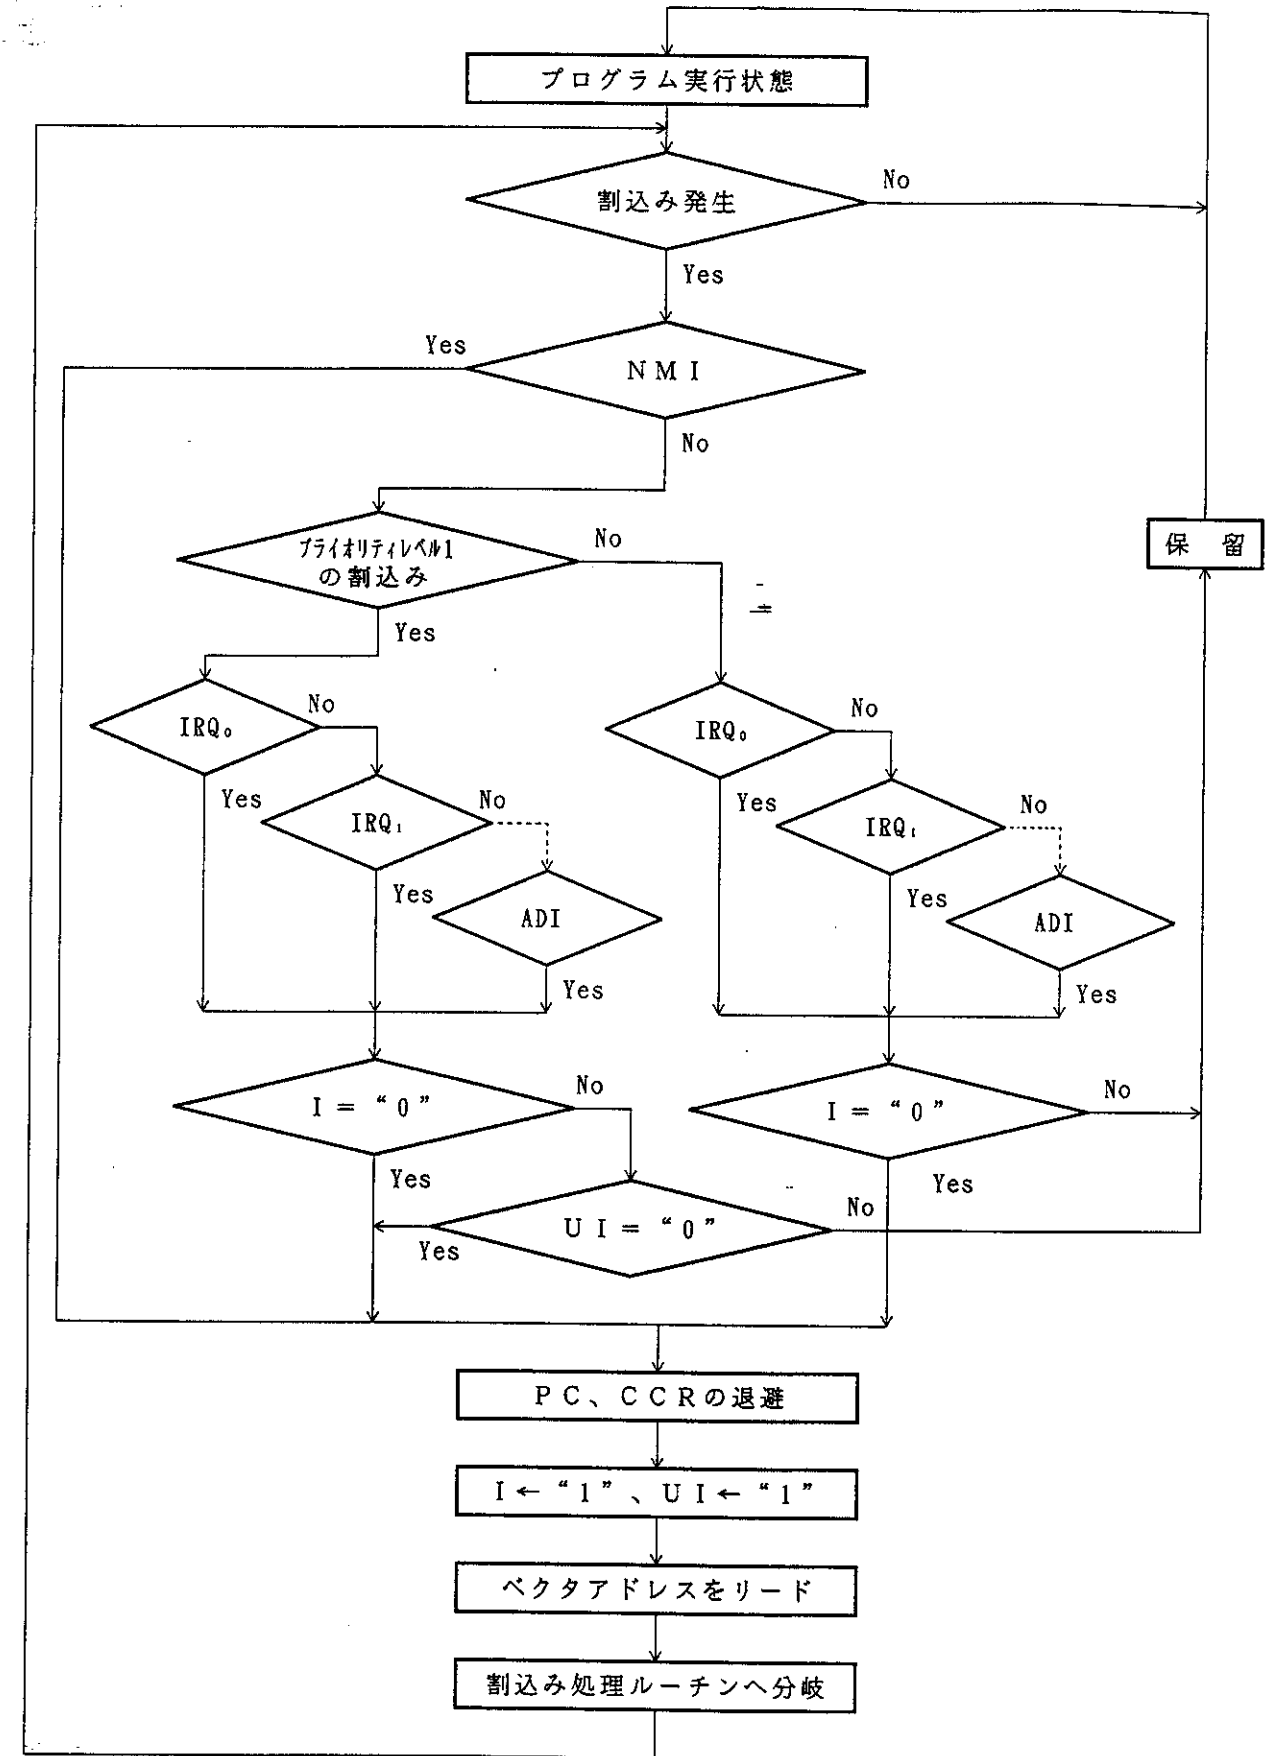 プログラム実行状態
割込み発生
No
Yes
Yes
NMI
No
プライオリティレベル1
の割込み
No
保 留
Yes
IRQ₀
No
IRQ₀
No
Yes
IRQ₁
No
Yes
IRQ₁
No
Yes
ADI
Yes
ADI
Yes
Yes
I = “0”
No
I = “0”
No
Yes
Yes
UI = “0”
No
Yes
PC、CCRの退避
I ← “1”、UI ← “1”
ベクタアドレスをリード
割込み処理ルーチンへ分岐